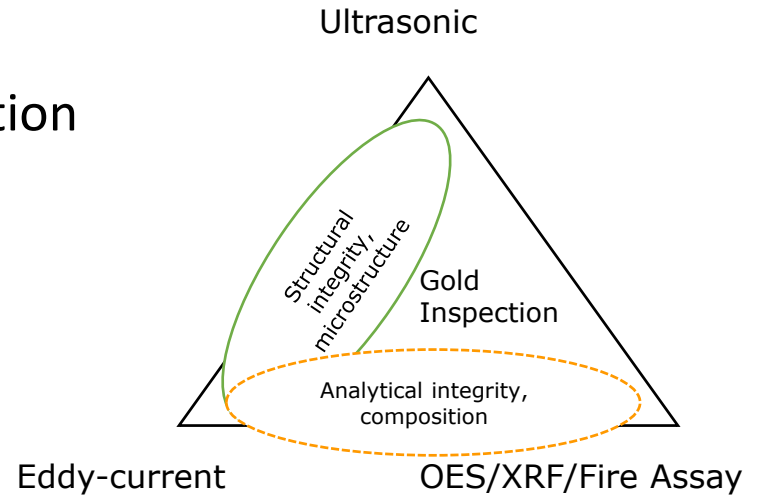 Ultrasonic
tion
Structural
integrity,
microstructure
Gold
Inspection
Analytical integrity,
composition
Eddy-current
OES/XRF/Fire Assay